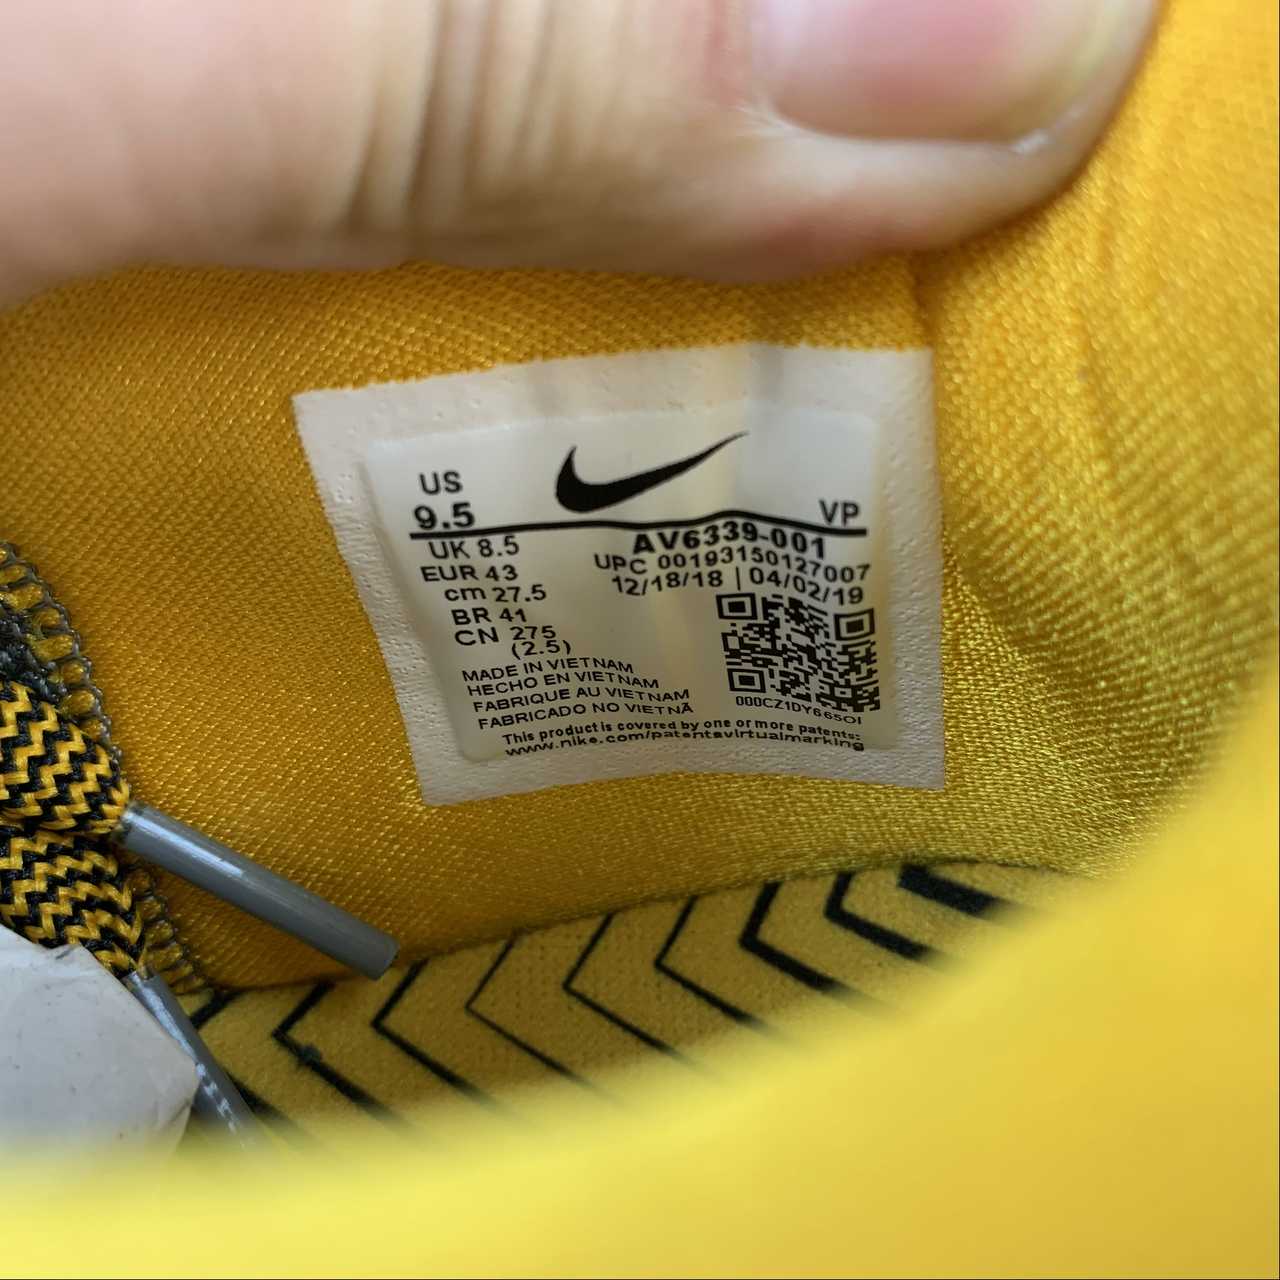 US
9.5
VP
UK 8.5
EUR 43
cm 27.5
BR 41
CN 275
(2.5)
AV6339-001
UPC 00193150127007
12/18/18 | 04/02/19
000CZ1DY665OI
MADE IN VIETNAM
HECHO EN VIETNAM
FABRIQUE AU VIETNAM
FABRICADO NO VIETNÃ
This product is covered by one or more patents:
www.nike.com/patentsvirtualmarking